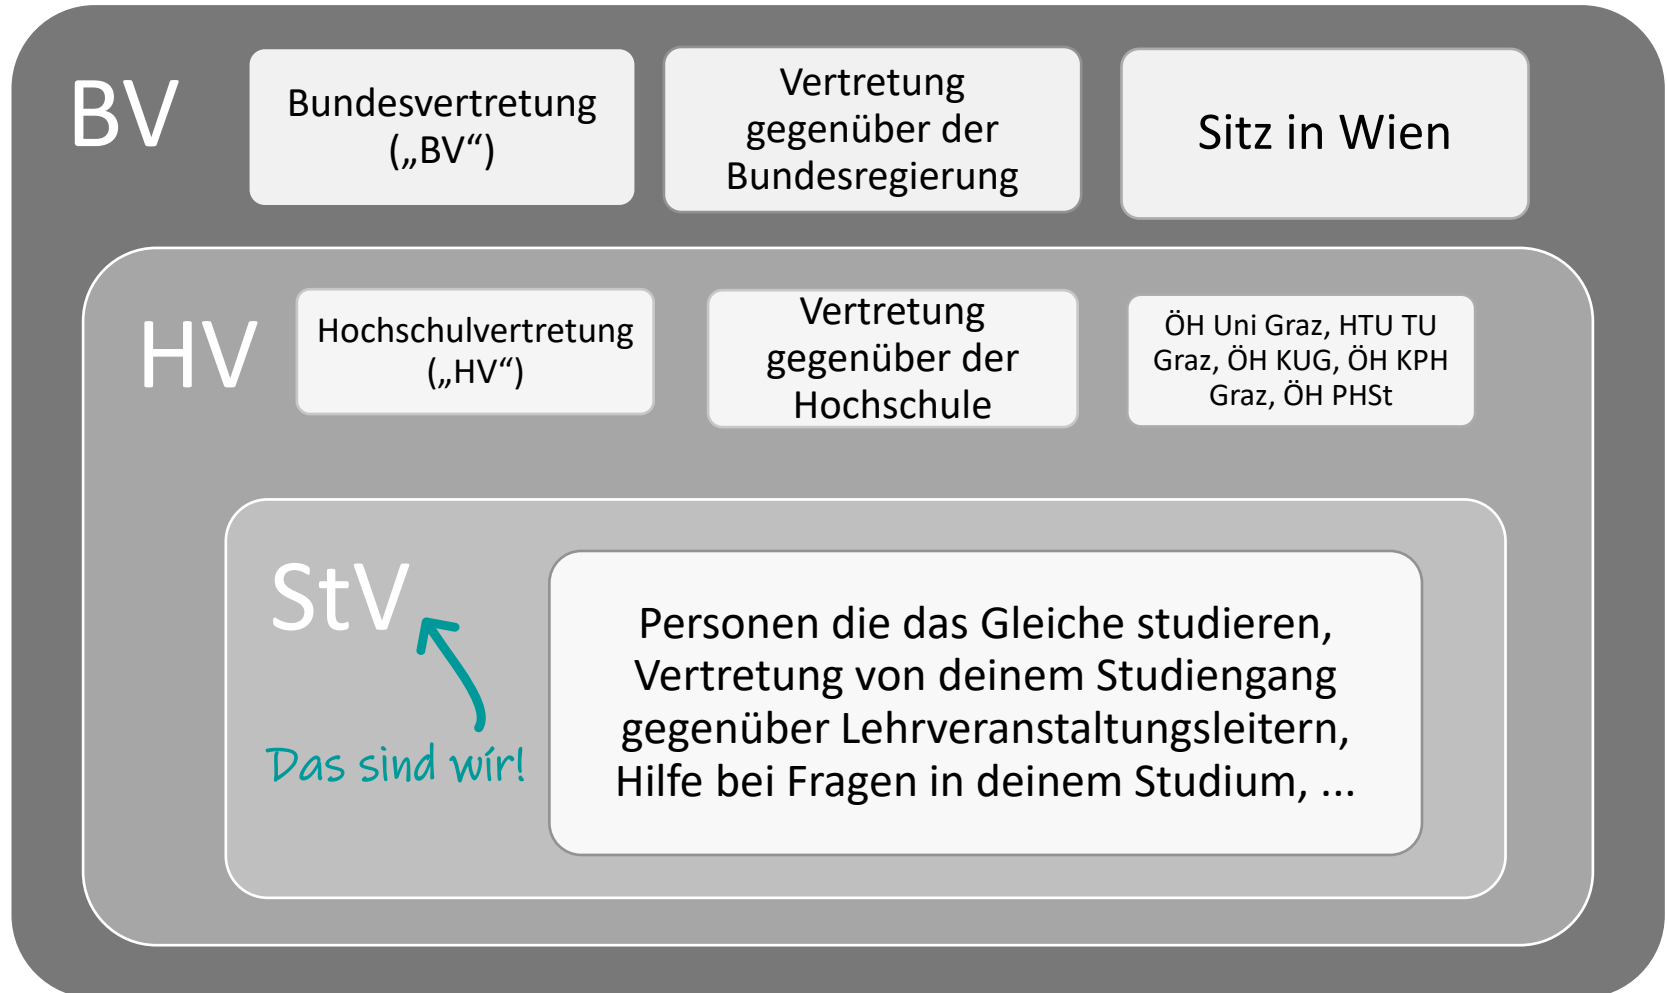 BV
Bundesvertretung
(„BV“)
Vertretung
gegenüber der
Bundesregierung
Sitz in Wien
HV
Hochschulvertretung
(„HV“)
Vertretung
gegenüber der
Hochschule
ÖH Uni Graz, HTU TU
Graz, ÖH KUG, ÖH KPH
Graz, ÖH PHSt
StV
Das sind wir!
Personen die das Gleiche studieren,
Vertretung von deinem Studiengang
gegenüber Lehrveranstaltungsleitern,
Hilfe bei Fragen in deinem Studium, ...